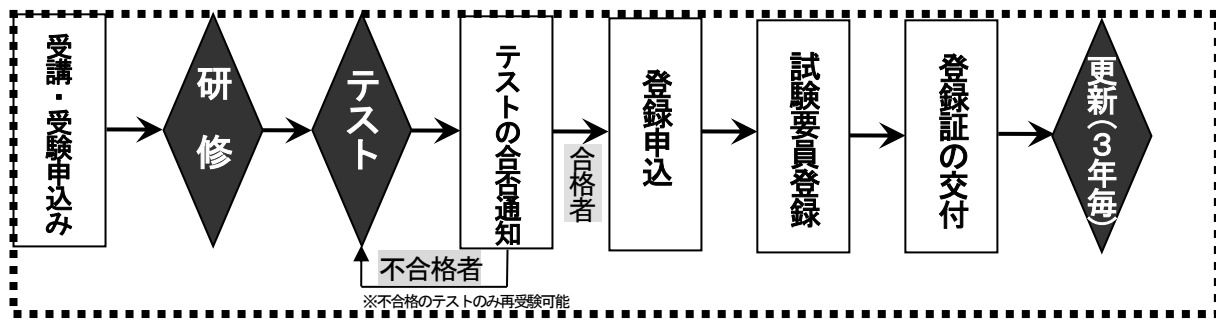 受講・受験申込み
研修
テスト
テストの合否通知
合格者
登録申込
試験要員登録
登録証の交付
更新（３年毎）
不合格者
※不合格のテストのみ再受験可能